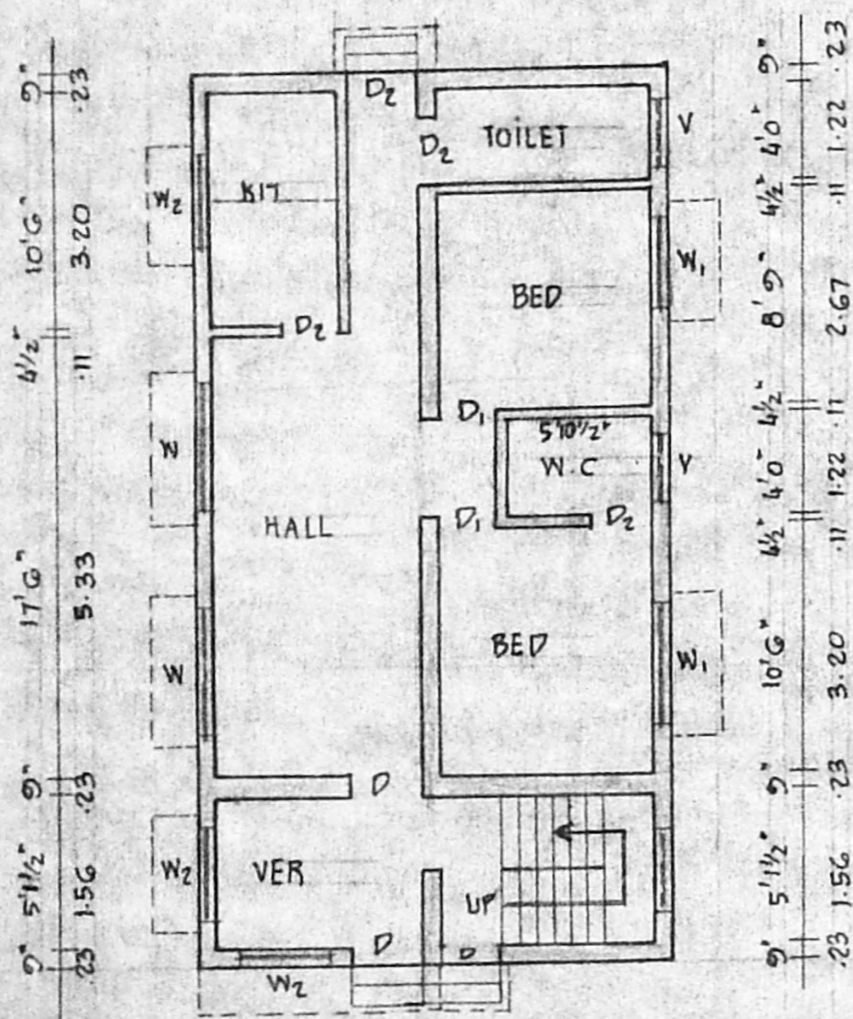 9" .23
10'6" 3.20
4½" .11
17'6" 5.33
9" .23
5'1½" 1.56
9" .23
D2
KIT
D2
TOILET
V
W2
W1
BED
D2
D1
5'10½"
W.C
V
W
HALL
D1
D2
W
BED
W1
D
W2
VER
UP
D
D
W2
9" .23
4'0" 1.22
4½" .11
8'9" 2.67
4½" .11
4'0" 1.22
4½" .11
10'6" 3.20
9" .23
5'1½" 1.56
9" .23